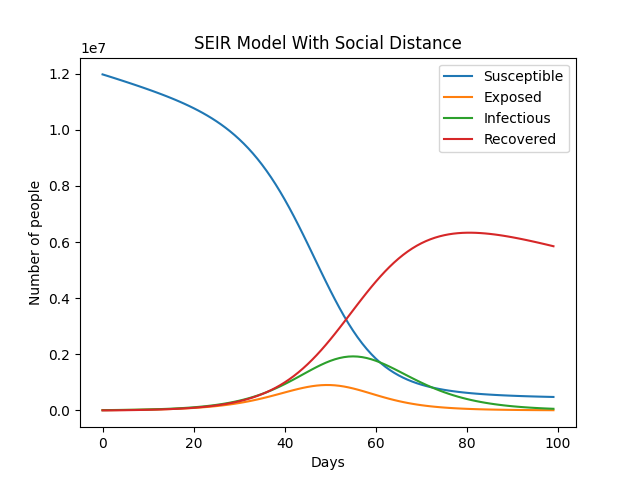 SEIR Model With Social Distance
1e7
Susceptible
Exposed
Infectious
Recovered
1.2
1.0
0.8
0.6
0.4
0.2
0.0
Number of people
0 20 40 60 80 100
Days